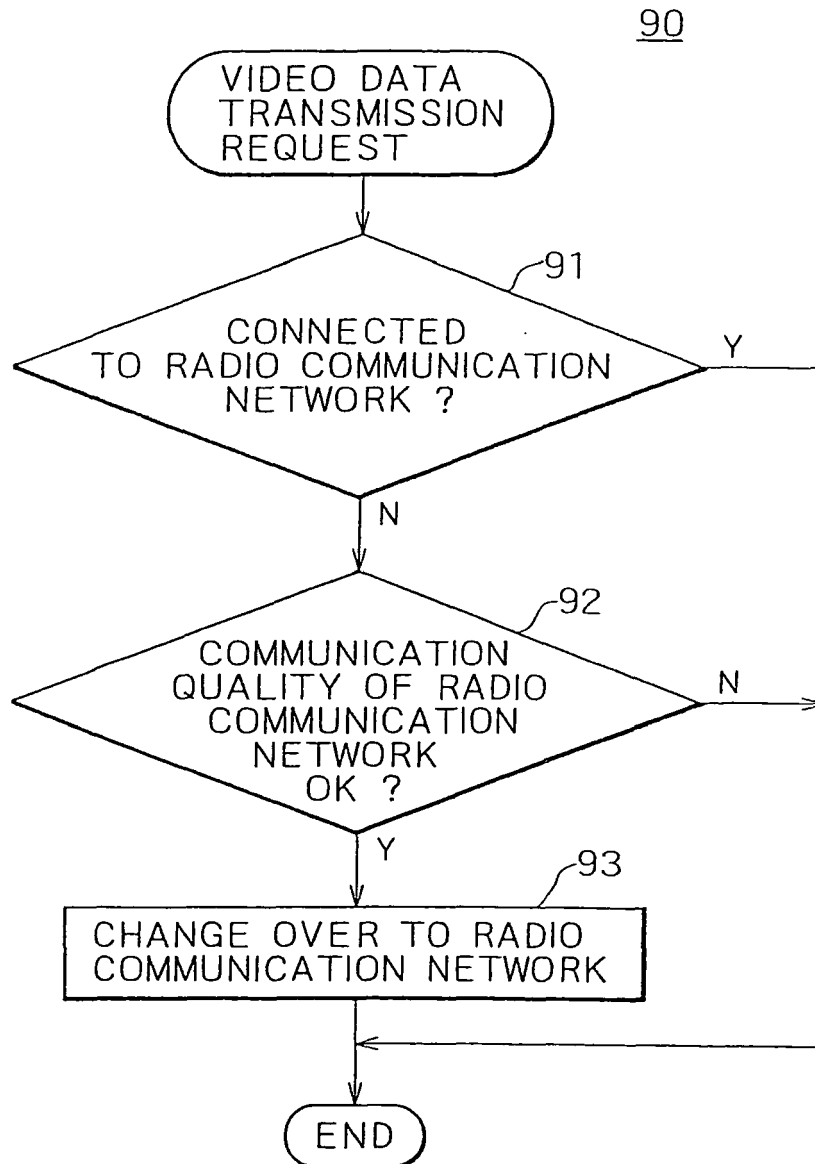 90
VIDEO DATA
TRANSMISSION
REQUEST
91
CONNECTED
TO RADIO COMMUNICATION
NETWORK ?
Y
N
92
COMMUNICATION
QUALITY OF RADIO
COMMUNICATION
NETWORK
OK ?
N
Y
93
CHANGE OVER TO RADIO
COMMUNICATION NETWORK
END